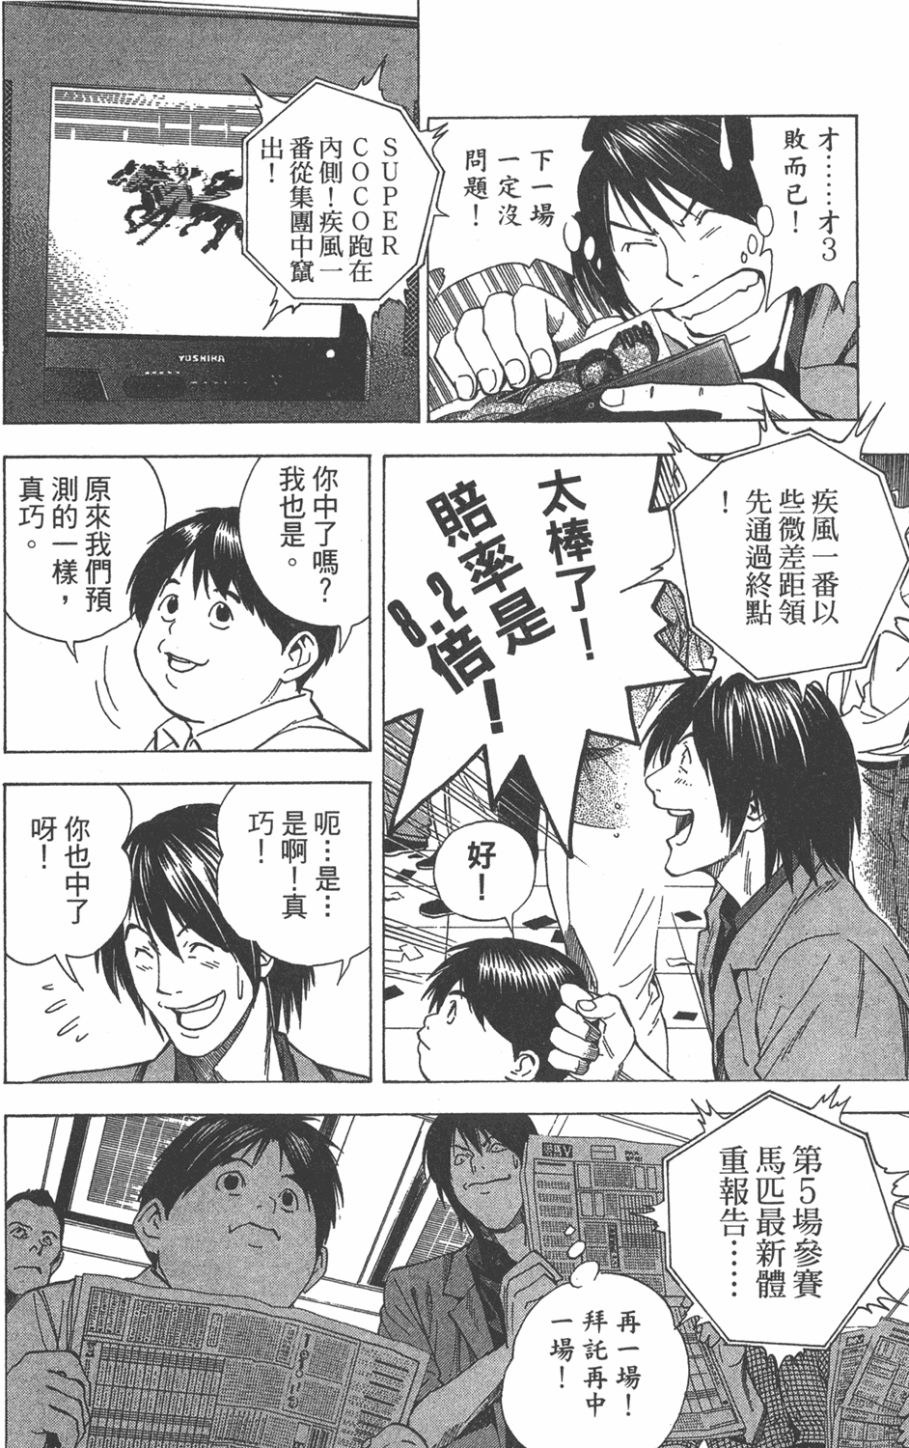 才……才3
敗而已！
下一場
一定沒
問題！
SUPER
COCO跑在
內側！疾風一
番從集團中竄
出！
YOSHIKA
疾風一番以
些微差距領
先通過終點
！
太棒了！
賠率是
8.2倍！
好！
你中了嗎？
我也是。
原來我們預
測的一樣，
真巧。
呃…是…
是啊！真
巧！
你也中了
呀！
第5場參賽
馬匹最新體
重報告……
再一場！
拜託再中
一場！